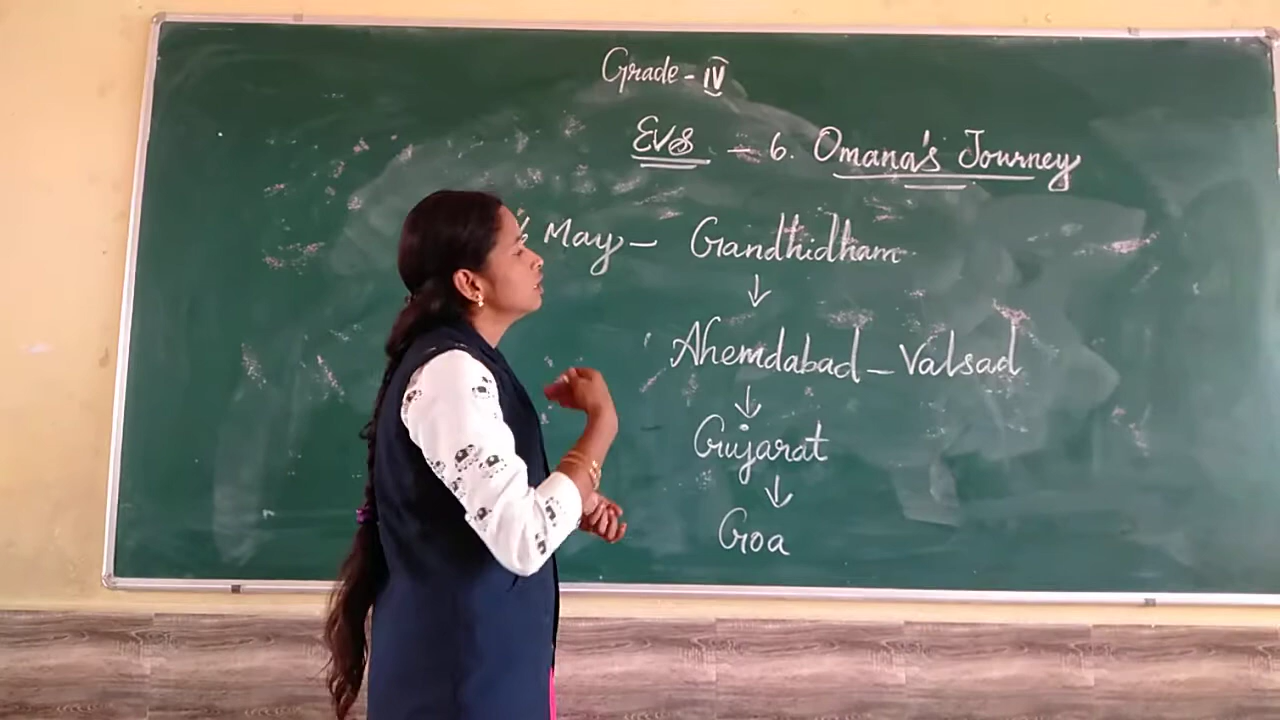 Grade - IV
EVS - 6. Omana's Journey
May - Gandhidham
↓
Ahemdabad - Valsad
↓
Gujarat
↓
Goa